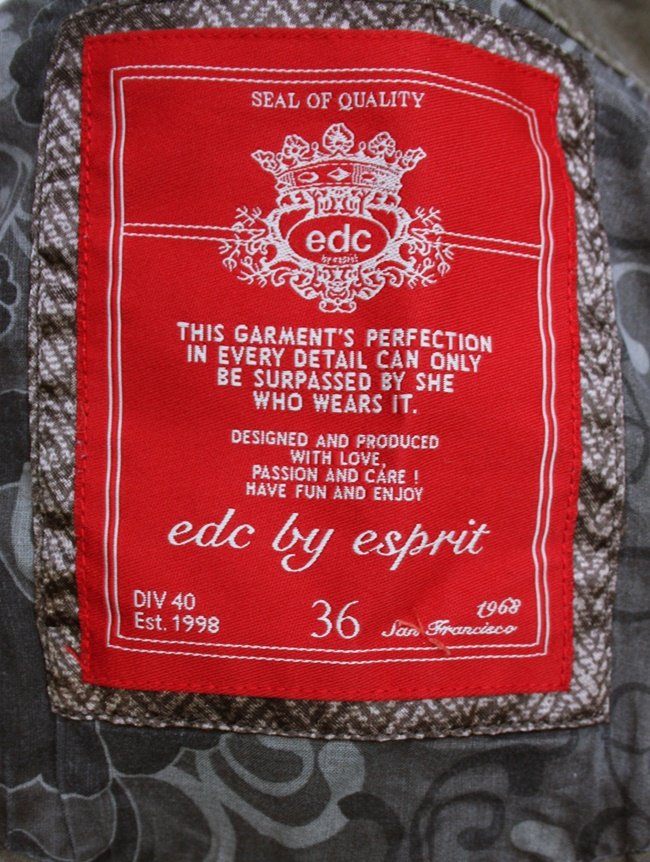 SEAL OF QUALITY
edc
by esprit
THIS GARMENT'S PERFECTION
IN EVERY DETAIL CAN ONLY
BE SURPASSED BY SHE
WHO WEARS IT.
DESIGNED AND PRODUCED
WITH LOVE,
PASSION AND CARE !
HAVE FUN AND ENJOY
edc by esprit
DIV 40
Est. 1998
36
1968
San Francisco